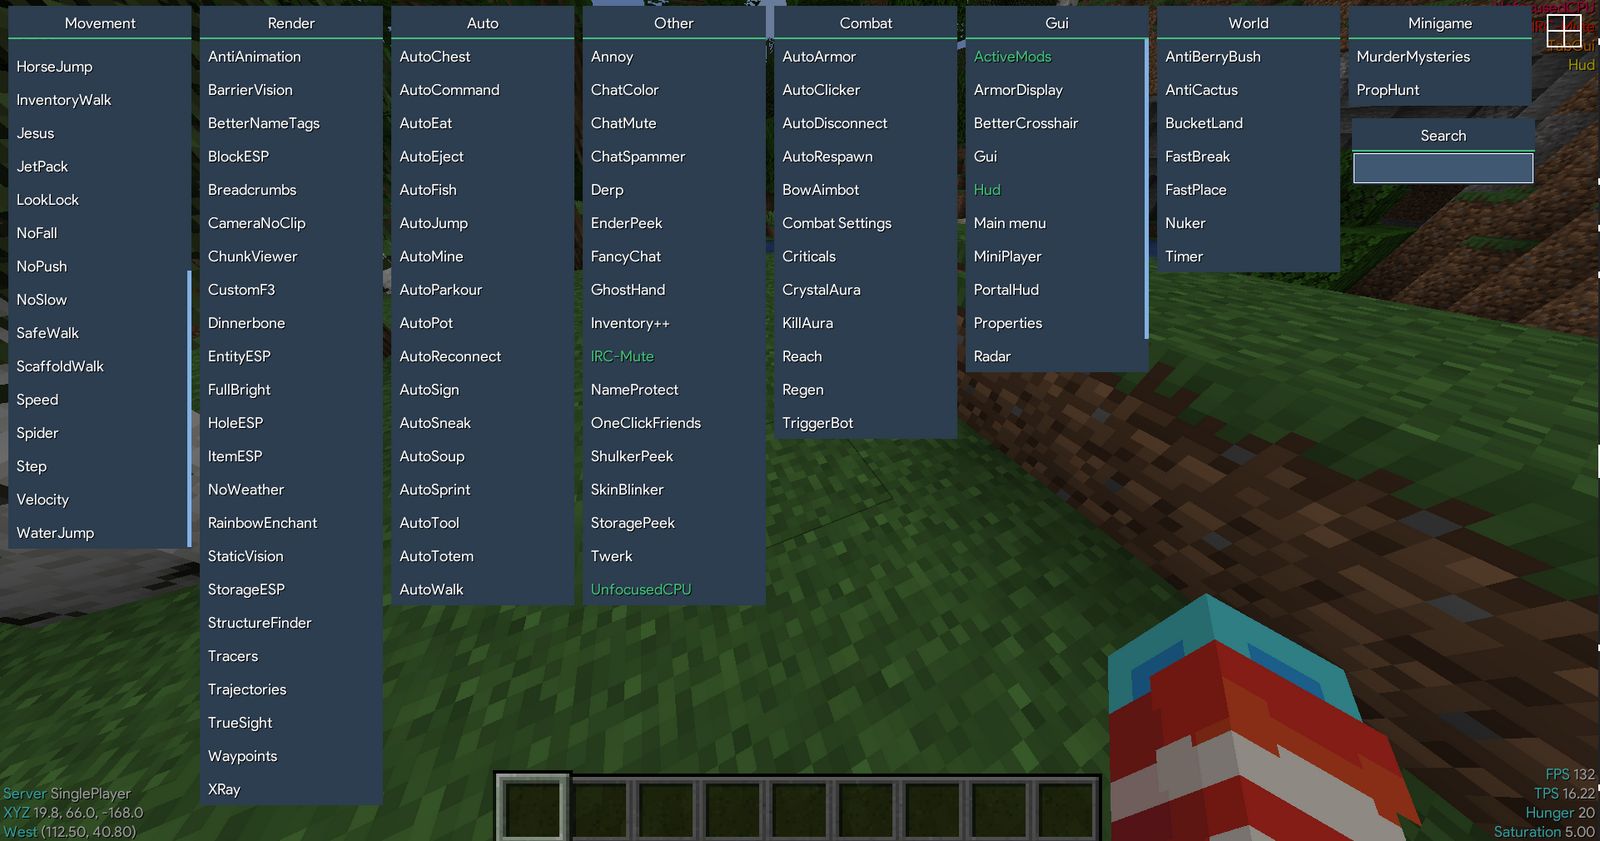 Movement
HorseJump
InventoryWalk
Jesus
JetPack
LookLock
NoFall
NoPush
NoSlow
SafeWalk
ScaffoldWalk
Speed
Spider
Step
Velocity
WaterJump
Render
AntiAnimation
BarrierVision
BetterNameTags
BlockESP
Breadcrumbs
CameraNoClip
ChunkViewer
CustomF3
Dinnerbone
EntityESP
FullBright
HoleESP
ItemESP
NoWeather
RainbowEnchant
StaticVision
StorageESP
StructureFinder
Tracers
Trajectories
TrueSight
Waypoints
XRay
Auto
AutoChest
AutoCommand
AutoEat
AutoEject
AutoFish
AutoJump
AutoMine
AutoParkour
AutoPot
AutoReconnect
AutoSign
AutoSneak
AutoSoup
AutoSprint
AutoTool
AutoTotem
AutoWalk
Other
Annoy
ChatColor
ChatMute
ChatSpammer
Derp
EnderPeek
FancyChat
GhostHand
Inventory++
IRC-Mute
NameProtect
OneClickFriends
ShulkerPeek
SkinBlinker
StoragePeek
Twerk
UnfocusedCPU
Combat
AutoArmor
AutoClicker
AutoDisconnect
AutoRespawn
BowAimbot
Combat Settings
Criticals
CrystalAura
KillAura
Reach
Regen
TriggerBot
Gui
ActiveMods
ArmorDisplay
BetterCrosshair
Gui
Hud
Main menu
MiniPlayer
PortalHud
Properties
Radar
World
AntiBerryBush
AntiCactus
BucketLand
FastBreak
FastPlace
Nuker
Timer
Minigame
MurderMysteries
PropHunt
Search
Hud
Server SinglePlayer
XYZ 19.8, 66.0, -168.0
West (112.50, 40.80)
FPS 132
TPS 16.22
Hunger 20
Saturation 5.00